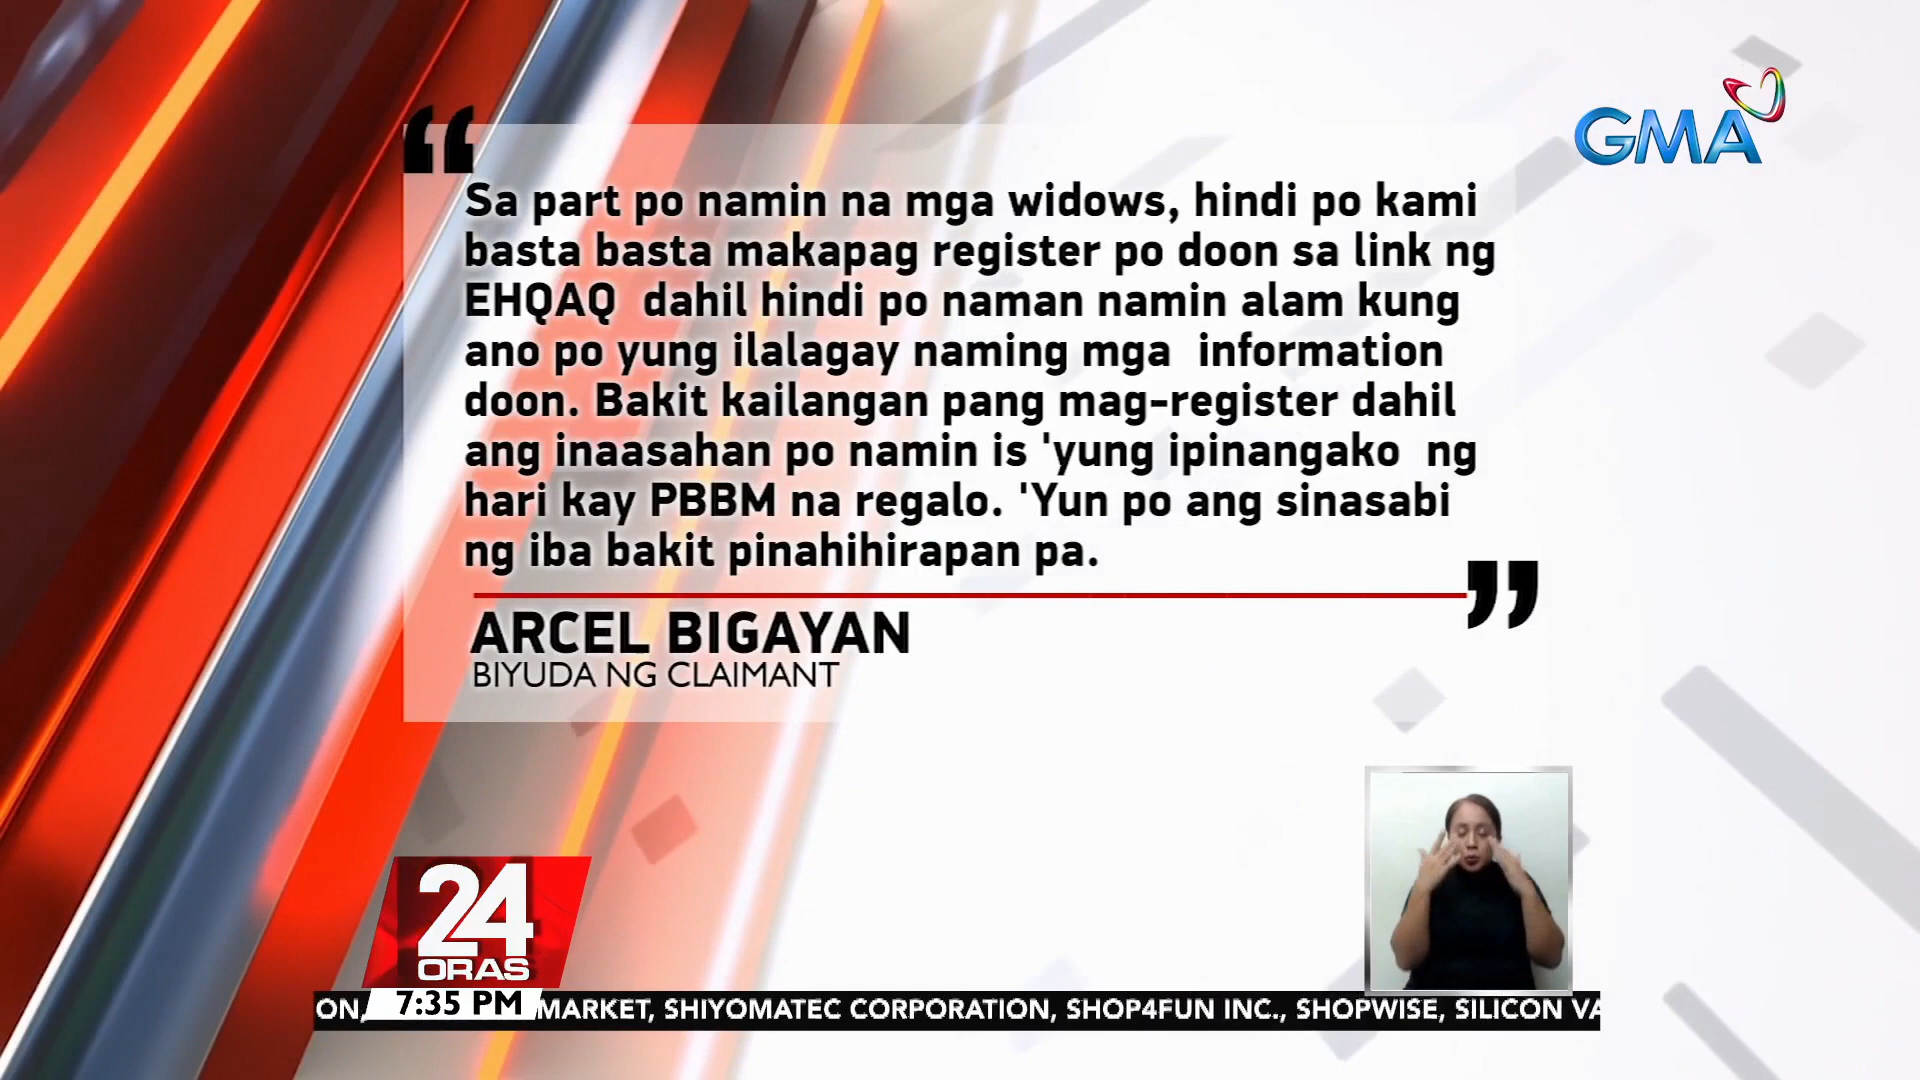 GMA
Sa part po namin na mga widows, hindi po kami
basta basta makapag register po doon sa link ng
EHQAQ dahil hindi po naman namin alam kung
ano po yung ilalagay naming mga information
doon. Bakit kailangan pang mag-register dahil
ang inaasahan po namin is 'yung ipinangako ng
hari kay PBBM na regalo. 'Yun po ang sinasabi
ng iba bakit pinahihirapan pa.
ARCEL BIGAYAN
BIYUDA NG CLAIMANT
24
ORAS
7:35 PM
ON, MARKET, SHIYOMATEC CORPORATION, SHOP4FUN INC., SHOPWISE, SILICON VA